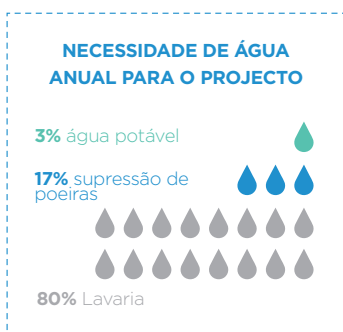 NECESSIDADE DE ÁGUA
ANUAL PARA O PROJECTO
3% água potável
17% supressão de
poeiras
80% Lavaria